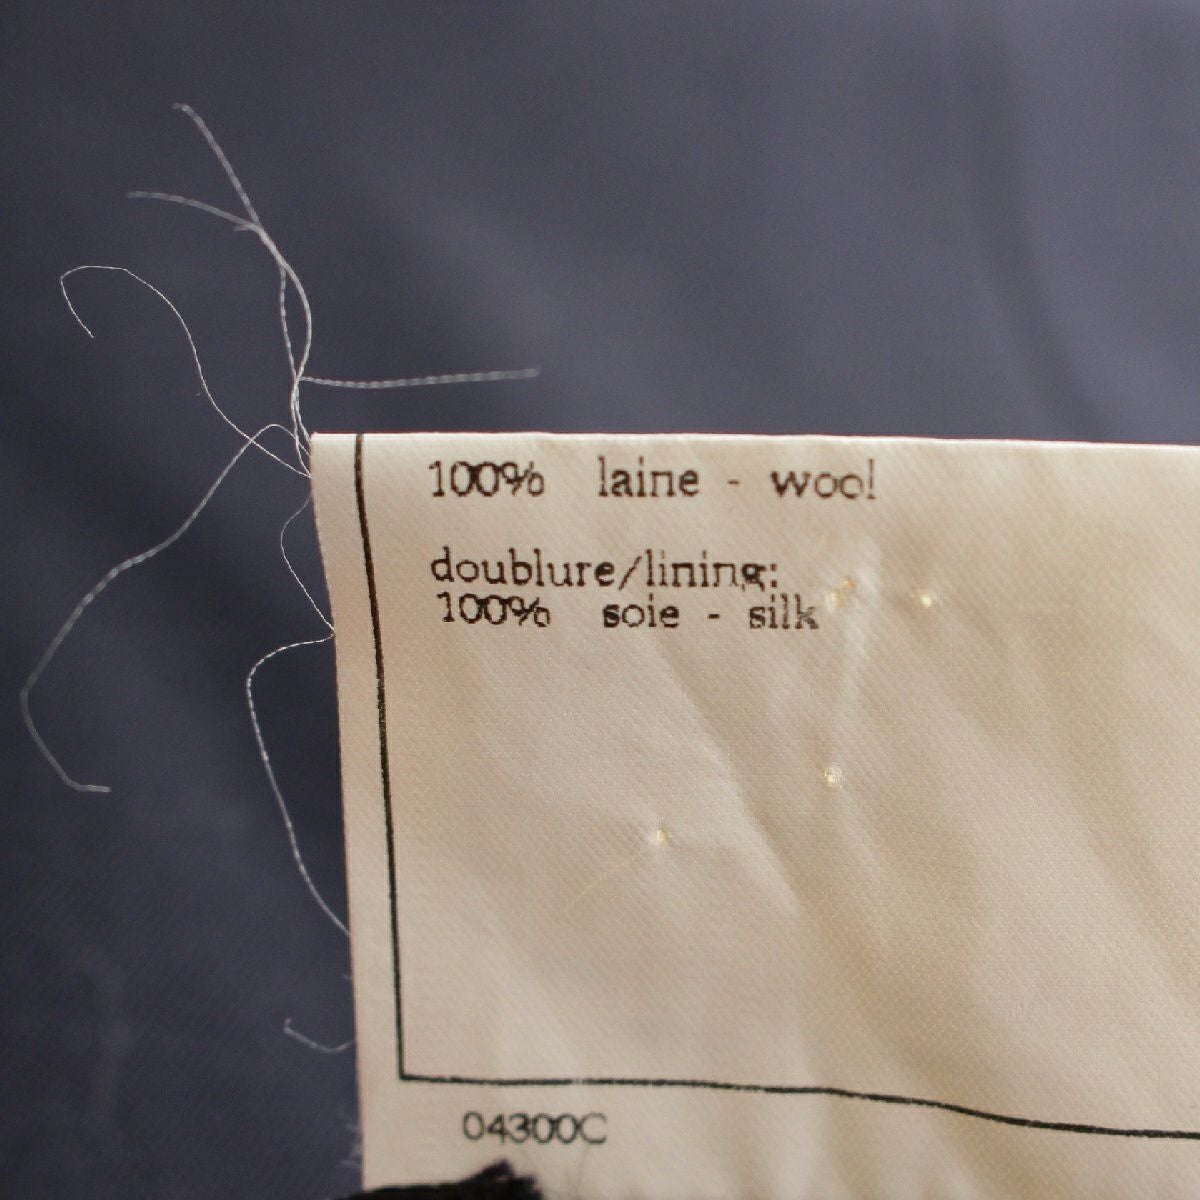 100% laine - wool
doublure/lining:
100% soie - silk
04300C